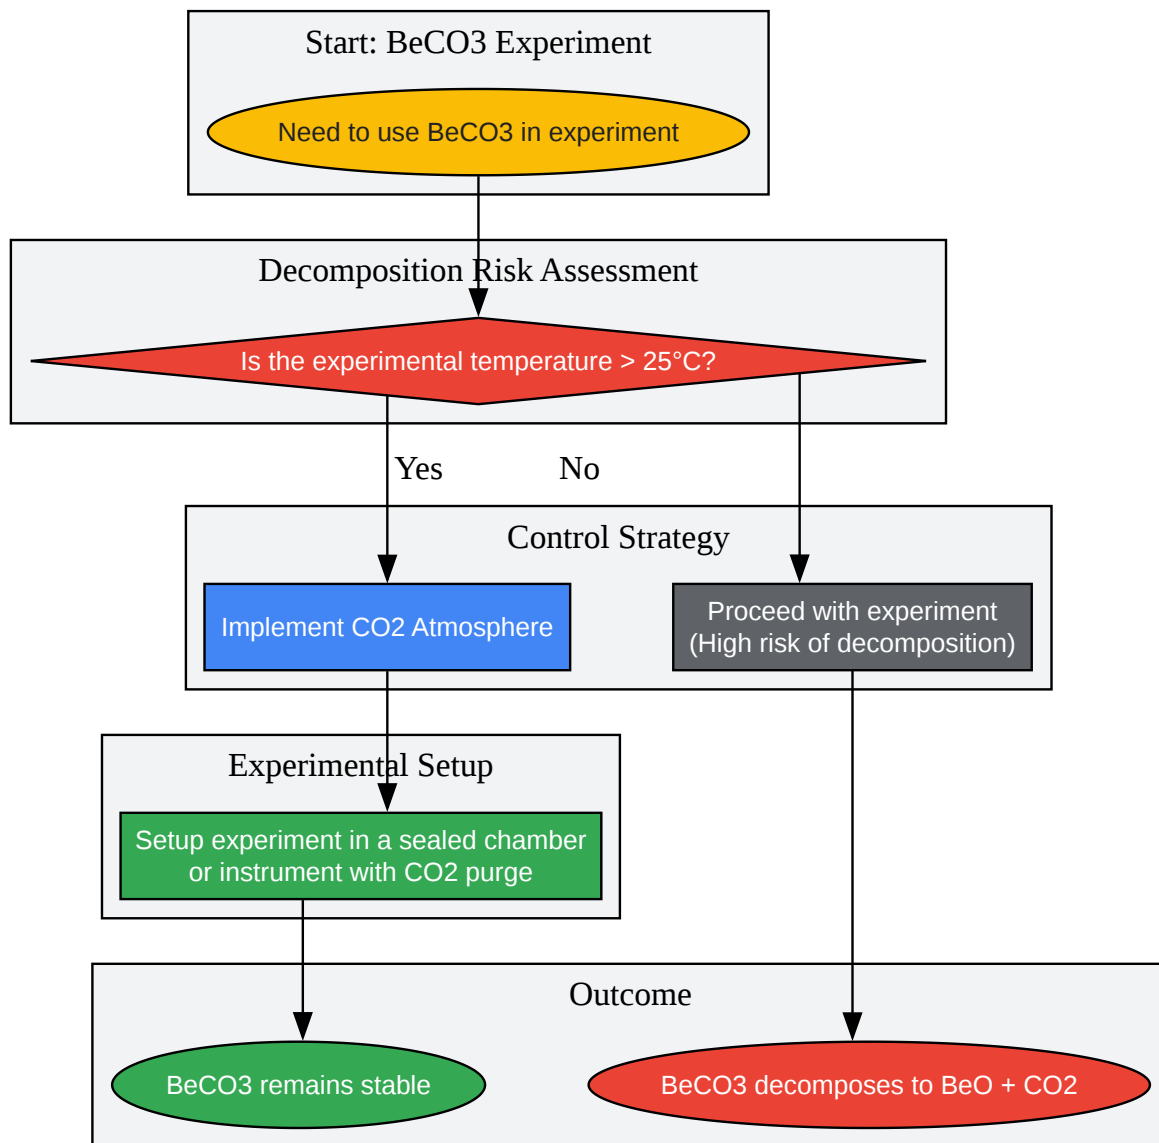 Start: BeCO3 Experiment
Need to use BeCO3 in experiment
Decomposition Risk Assessment
Is the experimental temperature > 25°C?
Yes
No
Control Strategy
Implement CO2 Atmosphere
Proceed with experiment
(High risk of decomposition)
Experimental Setup
Setup experiment in a sealed chamber
or instrument with CO2 purge
Outcome
BeCO3 remains stable
BeCO3 decomposes to BeO + CO2